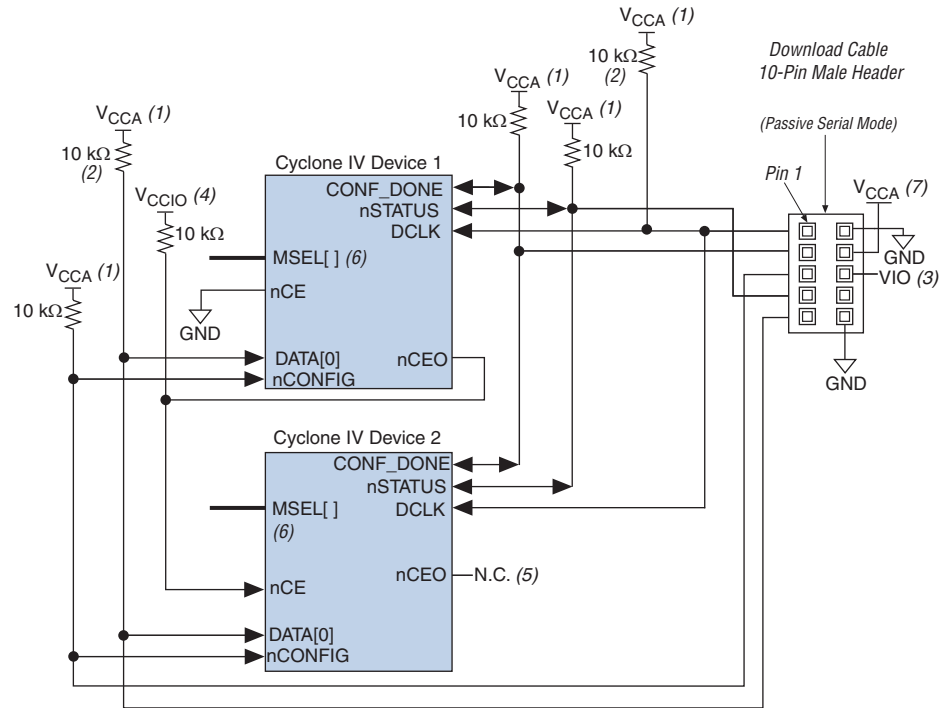 VCCA (1)
10 kΩ
(2)
Download Cable
10-Pin Male Header
(Passive Serial Mode)
Pin 1
VCCA (7)
GND
VIO (3)
GND
VCCA (1)
10 kΩ
VCCA (1)
10 kΩ
VCCA (1)
10 kΩ
(2)
VCCIO (4)
10 kΩ
VCCA (1)
10 kΩ
Cyclone IV Device 1
CONF_DONE
nSTATUS
DCLK
MSEL[ ] (6)
nCE
GND
DATA[0]
nCEO
nCONFIG
Cyclone IV Device 2
CONF_DONE
nSTATUS
MSEL[ ]
DCLK
(6)
nCEO
N.C. (5)
nCE
DATA[0]
nCONFIG